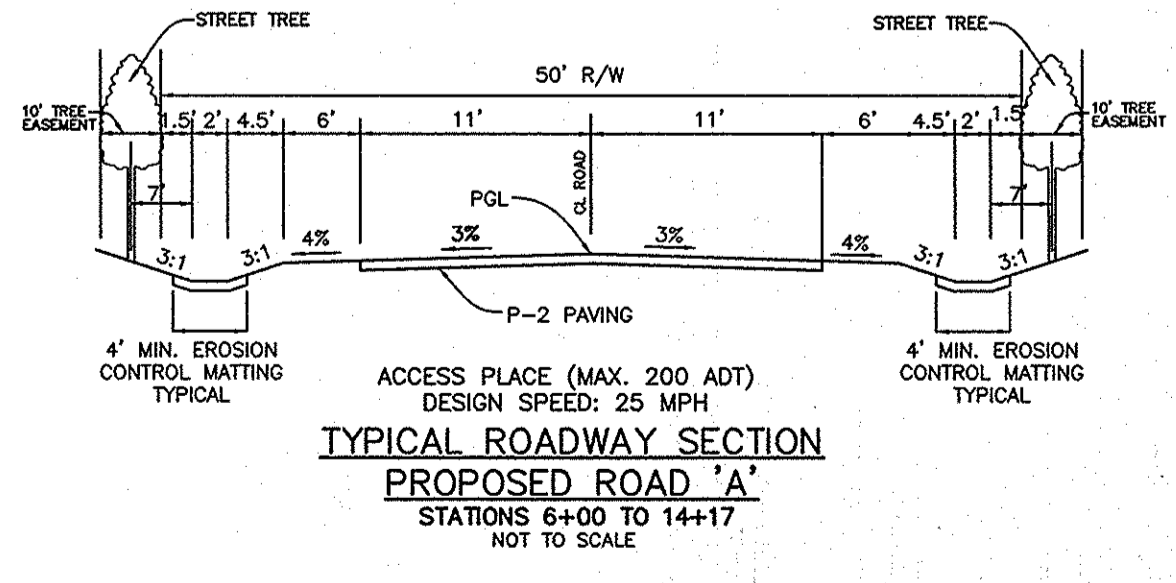 STREET TREE
STREET TREE
50' R/W
10' TREE
EASEMENT
1.5' 2' 4.5' 6' 11' 11' 6' 4.5' 2' 1.5'
10' TREE
EASEMENT
CL ROAD
7'
PGL
7'
3:1 3:1 4% 3% 3% 4% 3:1 3:1
P-2 PAVING
4' MIN. EROSION
CONTROL MATTING
TYPICAL
4' MIN. EROSION
CONTROL MATTING
TYPICAL
ACCESS PLACE (MAX. 200 ADT)
DESIGN SPEED: 25 MPH
TYPICAL ROADWAY SECTION
PROPOSED ROAD 'A'
STATIONS 6+00 TO 14+17
NOT TO SCALE